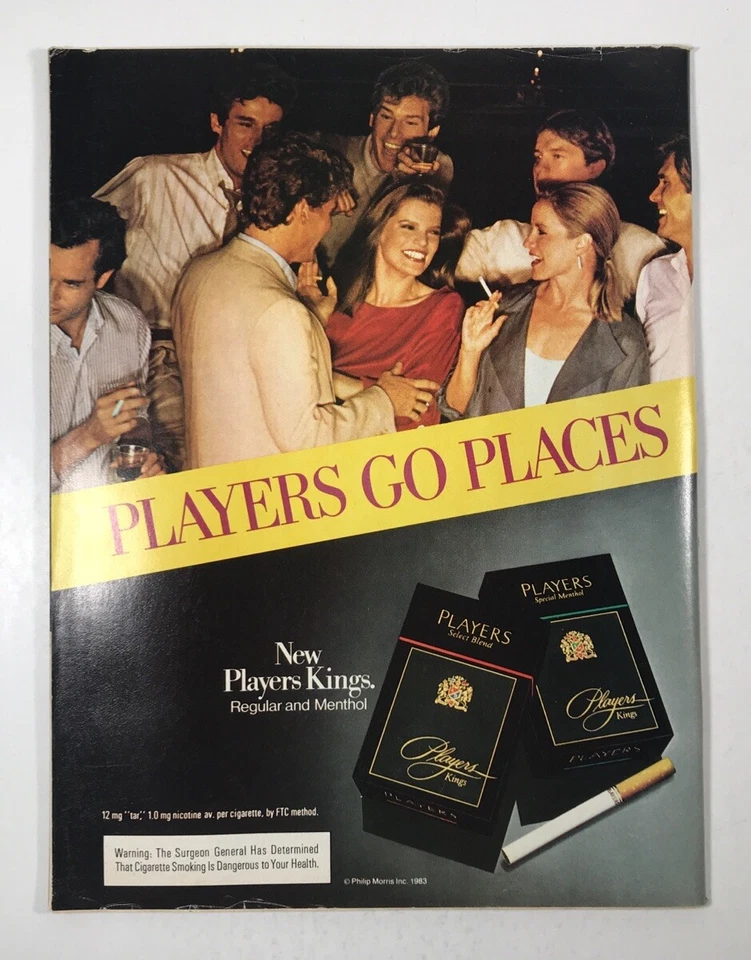 PLAYERS GO PLACES
New
Players Kings.
Regular and Menthol
PLAYERS
Select Blend
Players
Kings
PLAYERS
PLAYERS
Special Menthol
Players
Kings
PLAYERS
12 mg "tar," 1.0 mg nicotine av. per cigarette, by FTC method.
Warning: The Surgeon General Has Determined
That Cigarette Smoking Is Dangerous to Your Health.
© Philip Morris Inc. 1983